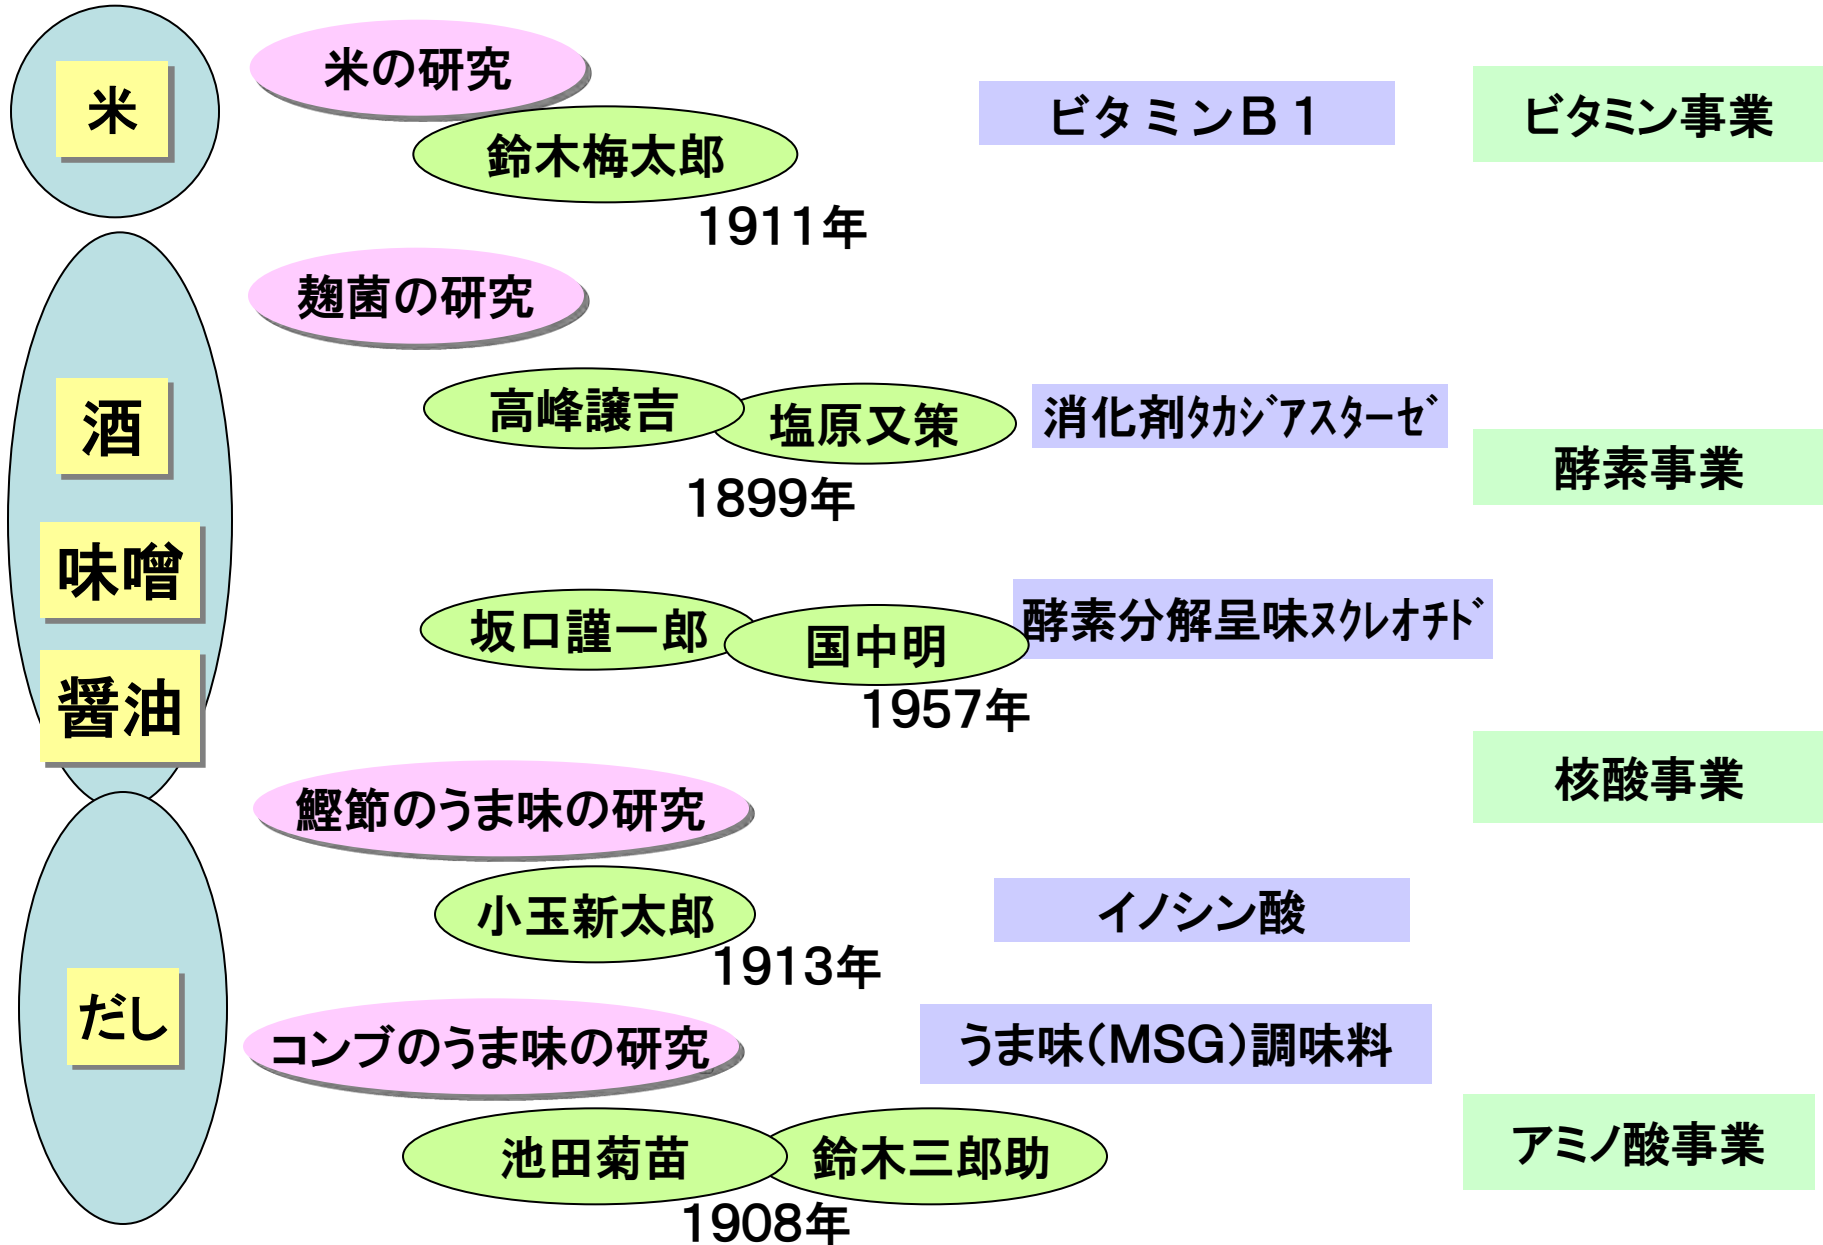 米
米の研究
鈴木梅太郎
1911年
ビタミンB1
ビタミン事業
麹菌の研究
酒
味噌
醤油
高峰譲吉
塩原又策
1899年
消化剤ﾀｶｼﾞｱｽﾀｰｾﾞ
酵素事業
坂口謹一郎
国中明
1957年
酵素分解呈味ﾇｸﾚｵﾁﾄﾞ
核酸事業
鰹節のうま味の研究
小玉新太郎
1913年
イノシン酸
だし
コンブのうま味の研究
うま味(MSG)調味料
池田菊苗
鈴木三郎助
1908年
アミノ酸事業